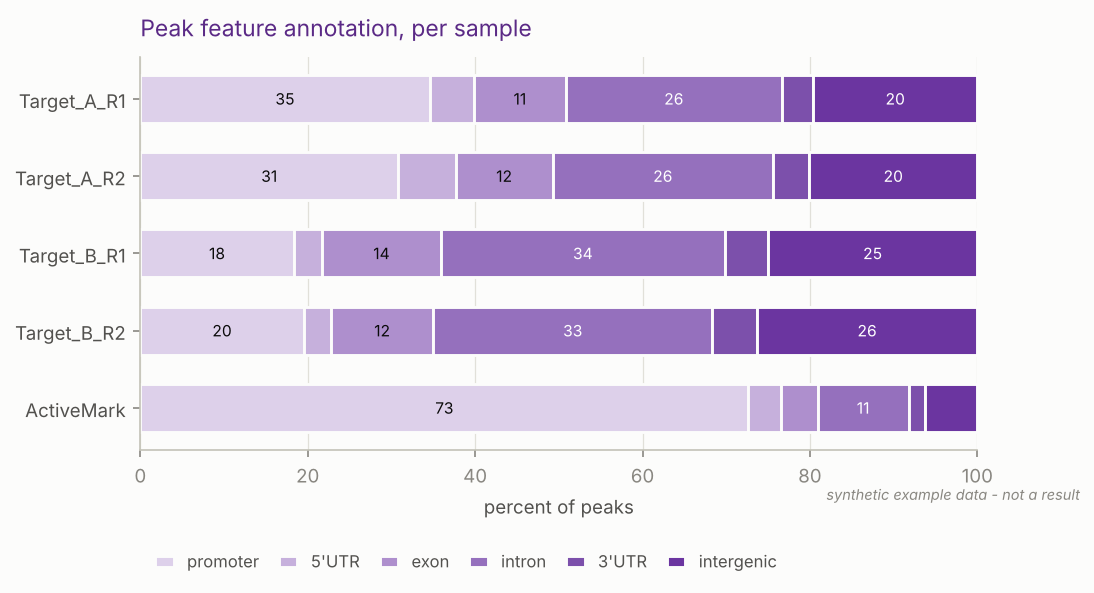 Peak feature annotation, per sample
Target_A_R1 35 11 26 20
Target_A_R2 31 12 26 20
Target_B_R1 18 14 34 25
Target_B_R2 20 12 33 26
ActiveMark 73 11
0 20 40 60 80 100
synthetic example data - not a result
percent of peaks
promoter 5'UTR exon intron 3'UTR intergenic